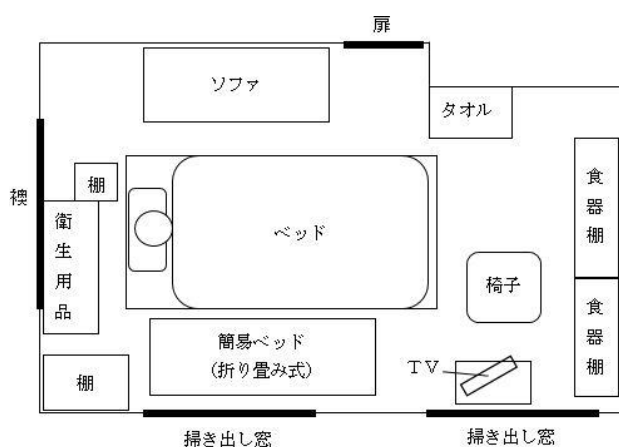 扉
ソファ
タオル
襖
棚
食器棚
衛生用品
ベッド
椅子
食器棚
簡易ベッド
(折り畳み式)
TV
棚
掃き出し窓
掃き出し窓